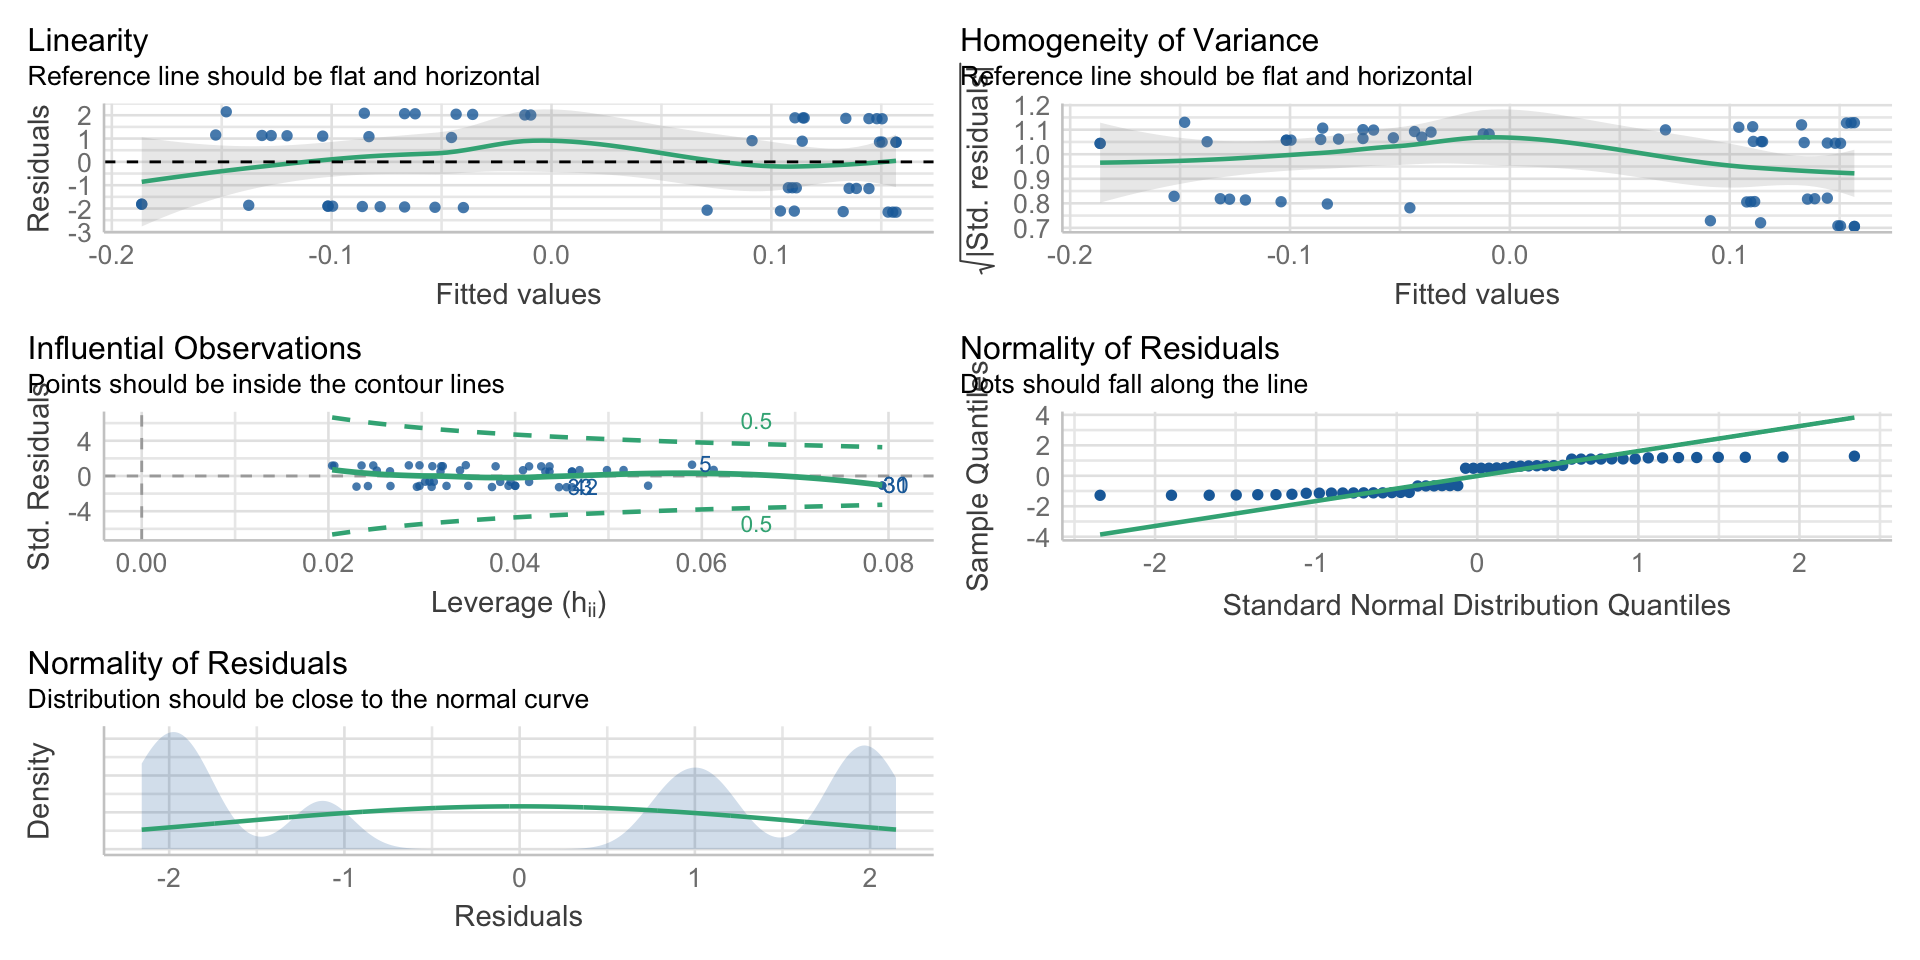 Linearity
Reference line should be flat and horizontal
Residuals
2
1
0
-1
-2
-3
-0.2
-0.1
0.0
0.1
Fitted values
Homogeneity of Variance
Reference line should be flat and horizontal
√|Std. residuals|
1.2
1.1
1.0
0.9
0.8
0.7
-0.2
-0.1
0.0
0.1
Fitted values
Influential Observations
Points should be inside the contour lines
Std. Residuals
4
0
-4
0.5
5
0.5
0.00
0.02
0.04
0.06
0.08
Leverage (hᵢᵢ)
Normality of Residuals
Dots should fall along the line
Sample Quantiles
4
2
0
-2
-4
-2
-1
0
1
2
Standard Normal Distribution Quantiles
Normality of Residuals
Distribution should be close to the normal curve
Density
-2
-1
0
1
2
Residuals